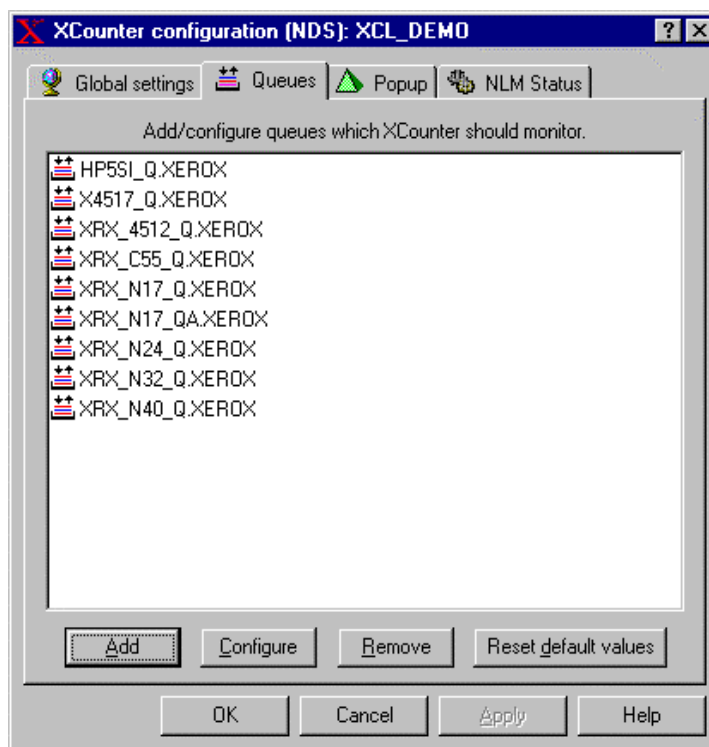 XCounter configuration (NDS): XCL_DEMO
Global settings Queues Popup NLM Status
Add/configure queues which XCounter should monitor.
HP5SI_Q.XEROX
X4517_Q.XEROX
XRX_4512_Q.XEROX
XRX_C55_Q.XEROX
XRX_N17_Q.XEROX
XRX_N17_QA.XEROX
XRX_N24_Q.XEROX
XRX_N32_Q.XEROX
XRX_N40_Q.XEROX
Add Configure Remove Reset default values
OK Cancel Apply Help